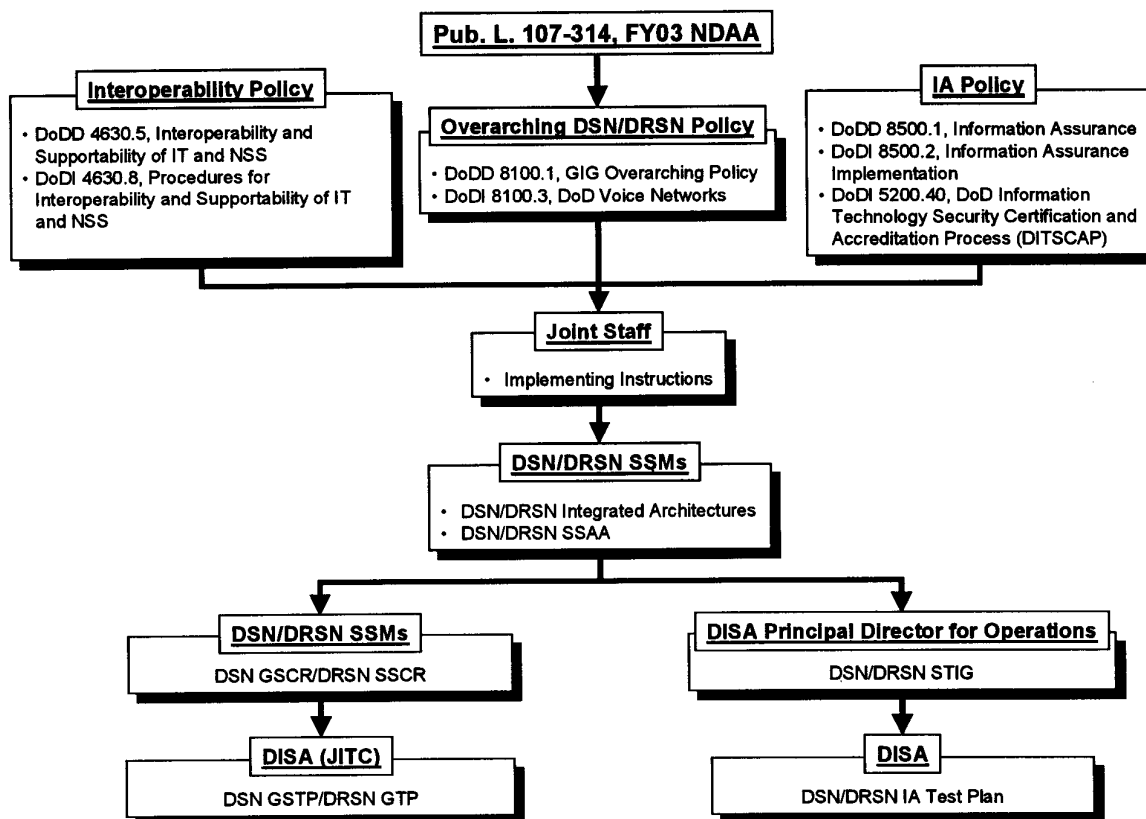 Pub. L. 107-314, FY03 NDAA
Interoperability Policy
• DoDD 4630.5, Interoperability and
Supportability of IT and NSS
• DoDI 4630.8, Procedures for
Interoperability and Supportability of IT
and NSS
Overarching DSN/DRSN Policy
• DoDD 8100.1, GIG Overarching Policy
• DoDI 8100.3, DoD Voice Networks
IA Policy
• DoDD 8500.1, Information Assurance
• DoDI 8500.2, Information Assurance
Implementation
• DoDI 5200.40, DoD Information
Technology Security Certification and
Accreditation Process (DITSCAP)
Joint Staff
• Implementing Instructions
DSN/DRSN SSMs
• DSN/DRSN Integrated Architectures
• DSN/DRSN SSAA
DSN/DRSN SSMs
DSN GSCR/DRSN SSCR
DISA Principal Director for Operations
DSN/DRSN STIG
DISA (JITC)
DSN GSTP/DRSN GTP
DISA
DSN/DRSN IA Test Plan